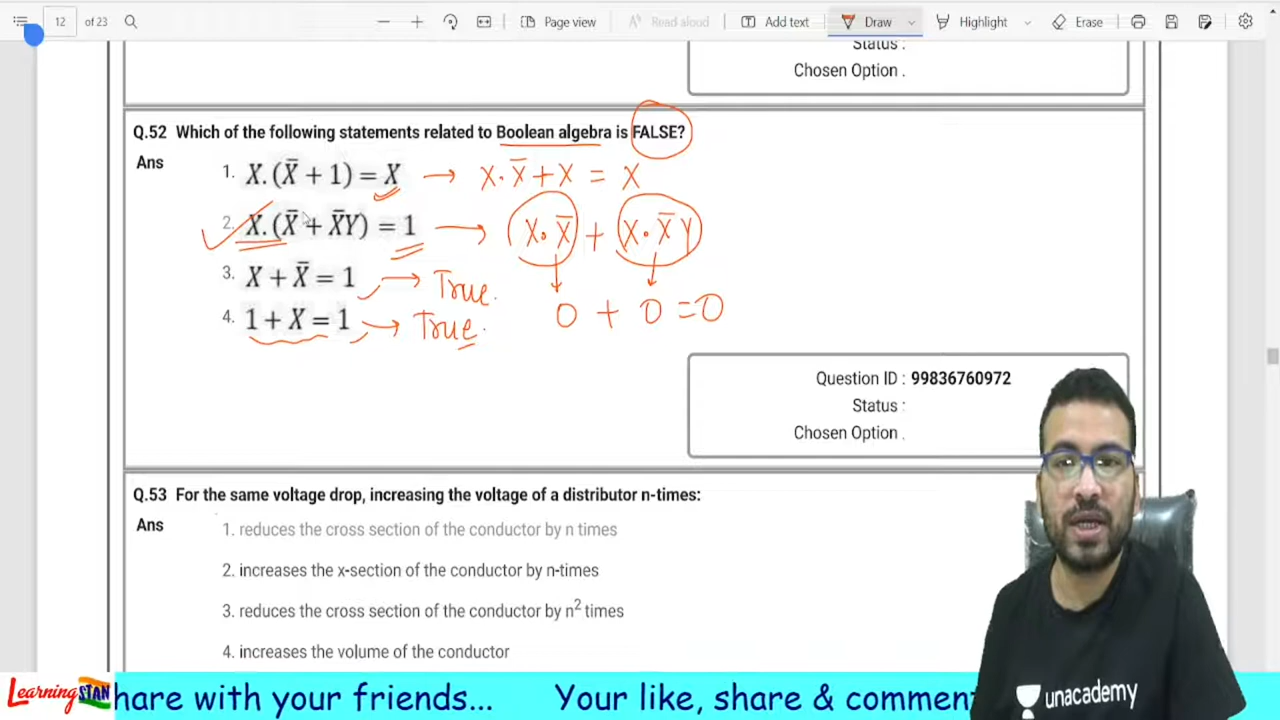 12 of 23 Page view Read aloud Add text Draw Highlight Erase
Status :
Chosen Option .
Q.52 Which of the following statements related to Boolean algebra is FALSE?
Ans
1. X.(X̄ + 1) = X → X·X̄ + X = X
2. X.(X̄ + X̄Y) = 1 → X·X̄ + X·X̄Y
3. X + X̄ = 1 → True.
4. 1 + X = 1 → True.
0 + 0 = 0
Question ID : 99836760972
Status :
Chosen Option .
Q.53 For the same voltage drop, increasing the voltage of a distributor n-times:
Ans
1. reduces the cross section of the conductor by n times
2. increases the x-section of the conductor by n-times
3. reduces the cross section of the conductor by n² times
4. increases the volume of the conductor
unacademy
Learning STAN
hare with your friends... Your like, share & commen